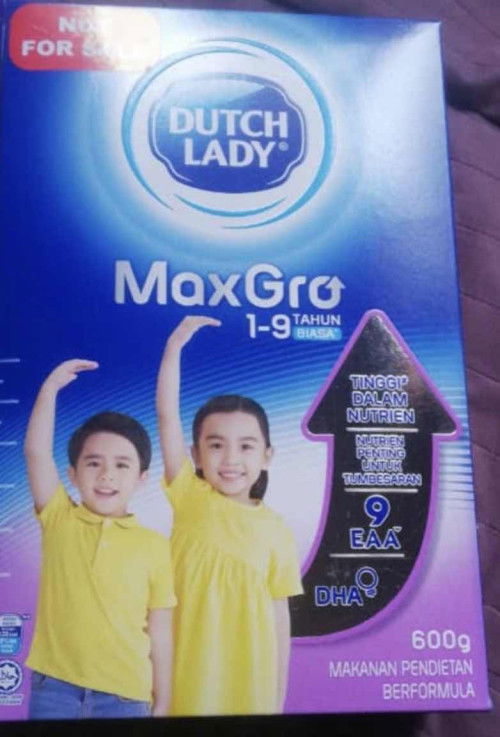 NOT
FOR SALE
DUTCH
LADY®
MaxGro
1-9 TAHUN
BIASA
TINGGI*
DALAM
NUTRIEN
NUTRIEN
PENTING
UNTUK
TUMBESARAN
9
EAA
DHA
600g
MAKANAN PENDIETAN
BERFORMULA